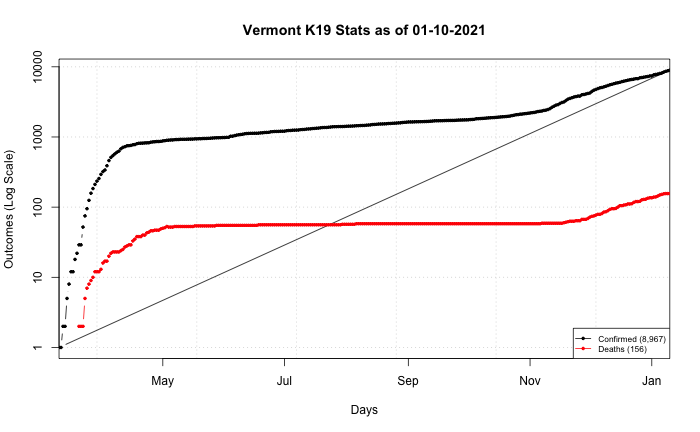 Vermont K19 Stats as of 01-10-2021
Outcomes (Log Scale)
10000
1000
100
10
1
Confirmed (8,967)
Deaths (156)
May Jul Sep Nov Jan
Days